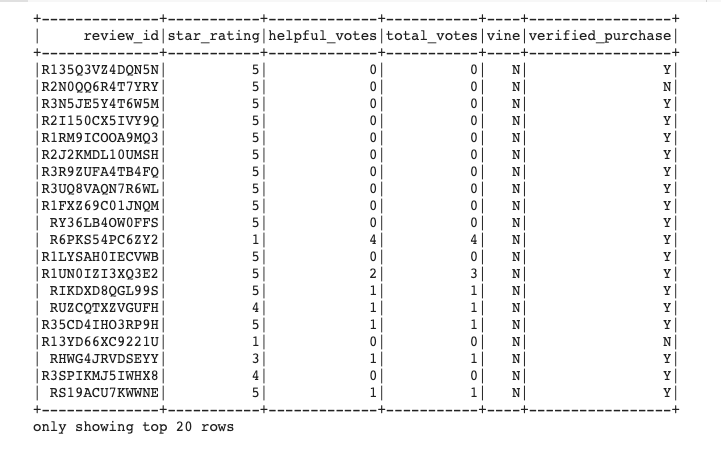 +--------------+-----------+-------------+-----------+----+-----------------+
|     review_id|star_rating|helpful_votes|total_votes|vine|verified_purchase|
+--------------+-----------+-------------+-----------+----+-----------------+
|R135Q3VZ4DQN5N|          5|            0|          0|   N|                Y|
|R2N0QQ6R4T7YRY|          5|            0|          0|   N|                N|
|R3N5JE5Y4T6W5M|          5|            0|          0|   N|                Y|
|R2I150CX5IVY9Q|          5|            0|          0|   N|                Y|
|R1RM9ICOOA9MQ3|          5|            0|          0|   N|                Y|
|R2J2KMDL10UMSH|          5|            0|          0|   N|                Y|
|R3R9ZUFA4TB4FQ|          5|            0|          0|   N|                Y|
|R3UQ8VAQN7R6WL|          5|            0|          0|   N|                Y|
|R1FXZ69C01JNQM|          5|            0|          0|   N|                Y|
| RY36LB4OW0FFS|          5|            0|          0|   N|                Y|
| R6PKS54PC6ZY2|          1|            4|          4|   N|                Y|
|R1LYSAH0IECVWB|          5|            0|          0|   N|                Y|
|R1UN0IZI3XQ3E2|          5|            2|          3|   N|                Y|
| RIKDXD8QGL99S|          5|            1|          1|   N|                Y|
| RUZCQTXZVGUFH|          4|            1|          1|   N|                Y|
|R35CD4IHO3RP9H|          5|            1|          1|   N|                Y|
|R13YD66XC9221U|          1|            0|          0|   N|                N|
| RHWG4JRVDSEYY|          3|            1|          1|   N|                Y|
|R3SPIKMJ5IWHX8|          4|            0|          0|   N|                Y|
| RS19ACU7KWWNE|          5|            1|          1|   N|                Y|
+--------------+-----------+-------------+-----------+----+-----------------+
only showing top 20 rows